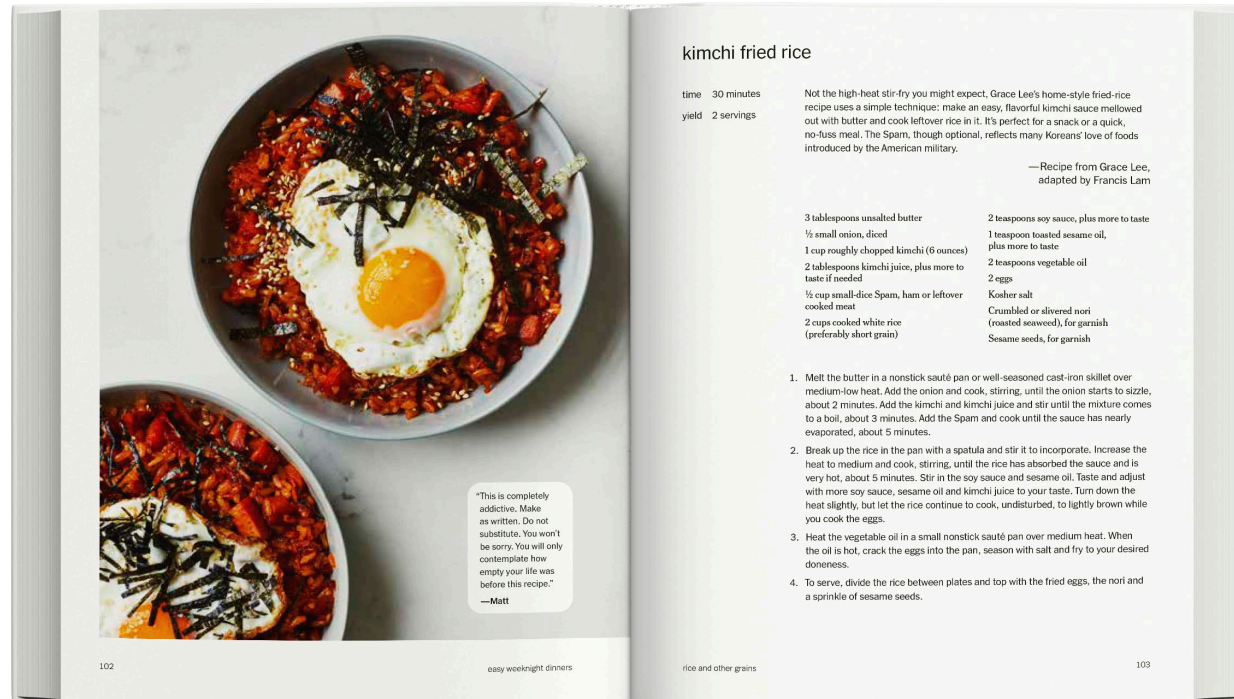 "This is completely
addictive. Make
as written. Do not
substitute. You won't
be sorry. You will only
contemplate how
empty your life was
before this recipe."
—Matt
102
easy weeknight dinners
kimchi fried rice
time 30 minutes
yield 2 servings
Not the high-heat stir-fry you might expect, Grace Lee's home-style fried-rice
recipe uses a simple technique: make an easy, flavorful kimchi sauce mellowed
out with butter and cook leftover rice in it. It's perfect for a snack or a quick,
no-fuss meal. The Spam, though optional, reflects many Koreans' love of foods
introduced by the American military.
—Recipe from Grace Lee,
adapted by Francis Lam
3 tablespoons unsalted butter
½ small onion, diced
1 cup roughly chopped kimchi (6 ounces)
2 tablespoons kimchi juice, plus more to
taste if needed
½ cup small-dice Spam, ham or leftover
cooked meat
2 cups cooked white rice
(preferably short grain)
2 teaspoons soy sauce, plus more to taste
1 teaspoon toasted sesame oil,
plus more to taste
2 teaspoons vegetable oil
2 eggs
Kosher salt
Crumbled or slivered nori
(roasted seaweed), for garnish
Sesame seeds, for garnish
1. Melt the butter in a nonstick sauté pan or well-seasoned cast-iron skillet over
medium-low heat. Add the onion and cook, stirring, until the onion starts to sizzle,
about 2 minutes. Add the kimchi and kimchi juice and stir until the mixture comes
to a boil, about 3 minutes. Add the Spam and cook until the sauce has nearly
evaporated, about 5 minutes.
2. Break up the rice in the pan with a spatula and stir it to incorporate. Increase the
heat to medium and cook, stirring, until the rice has absorbed the sauce and is
very hot, about 5 minutes. Stir in the soy sauce and sesame oil. Taste and adjust
with more soy sauce, sesame oil and kimchi juice to your taste. Turn down the
heat slightly, but let the rice continue to cook, undisturbed, to lightly brown while
you cook the eggs.
3. Heat the vegetable oil in a small nonstick sauté pan over medium heat. When
the oil is hot, crack the eggs into the pan, season with salt and fry to your desired
doneness.
4. To serve, divide the rice between plates and top with the fried eggs, the nori and
a sprinkle of sesame seeds.
rice and other grains
103